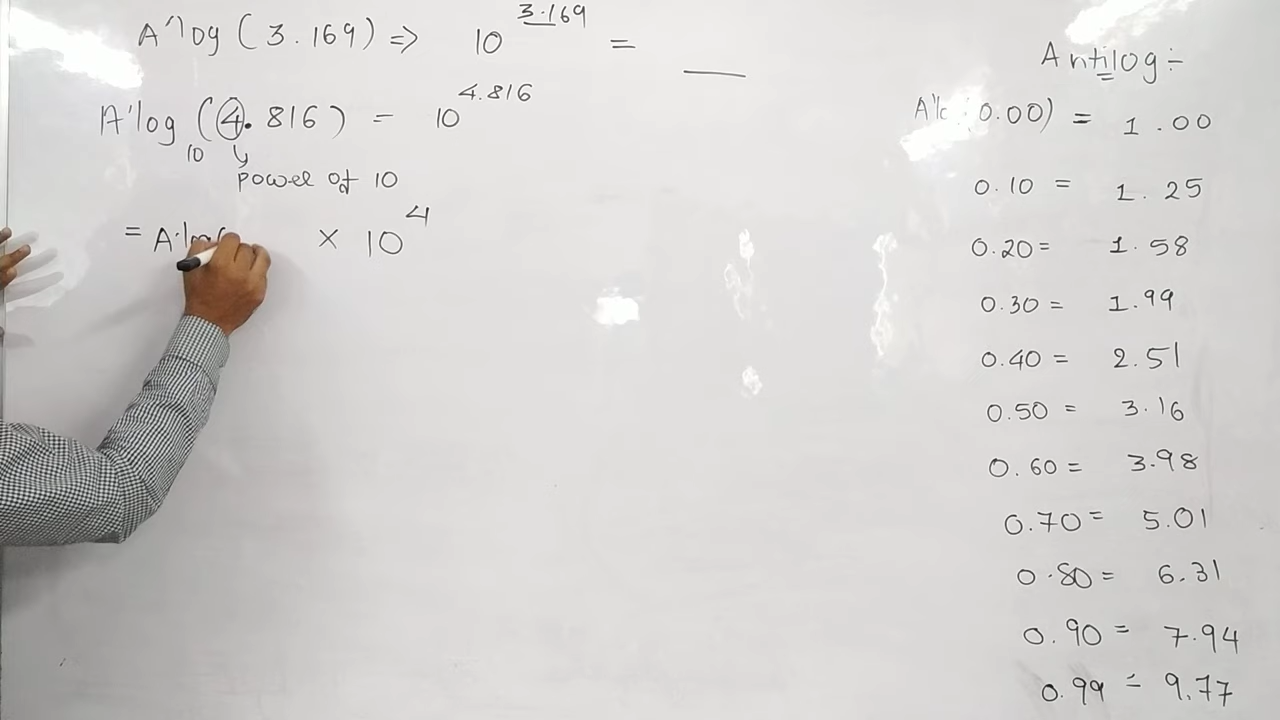 A'log (3.169) => 10^3.169 = ___
A'log₁₀ (4.816) = 10^4.816
power of 10
= A'log × 10^4
Antilog÷
(0.00) = 1.00
0.10 = 1.25
0.20 = 1.58
0.30 = 1.99
0.40 = 2.51
0.50 = 3.16
0.60 = 3.98
0.70 = 5.01
0.80 = 6.31
0.90 = 7.94
0.99 = 9.77